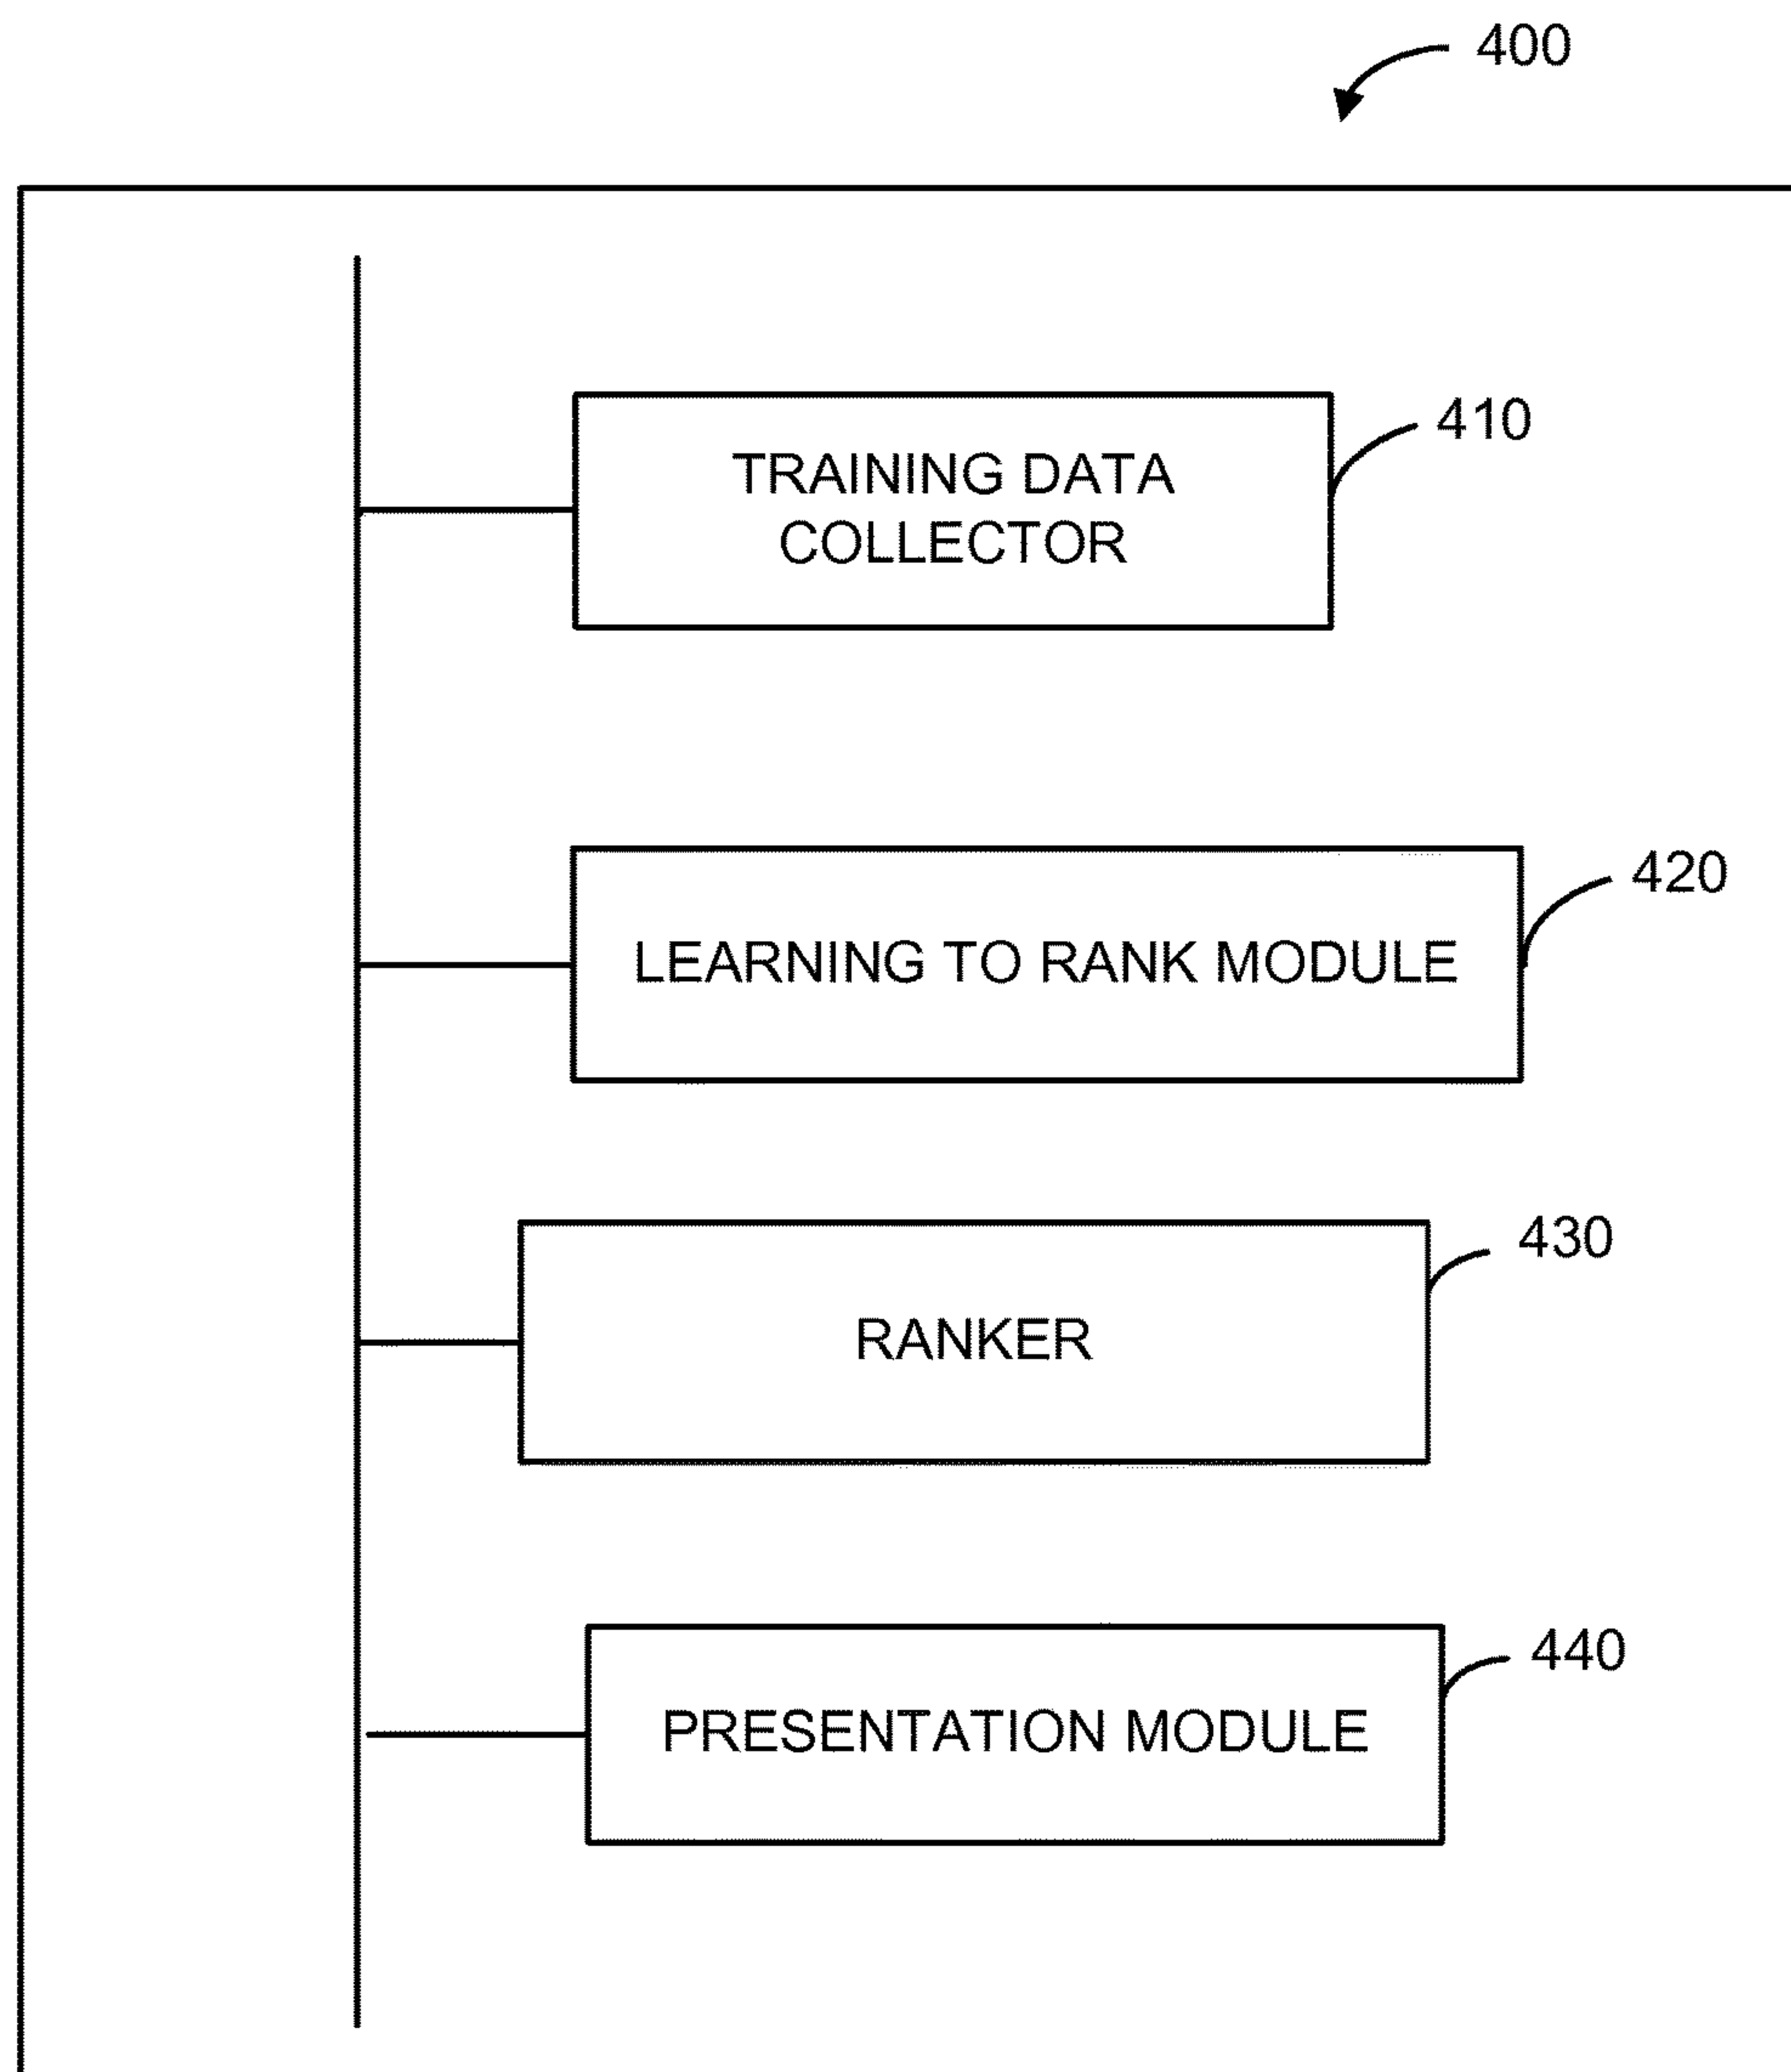 400
TRAINING DATA
COLLECTOR
410
LEARNING TO RANK MODULE
420
RANKER
430
PRESENTATION MODULE
440